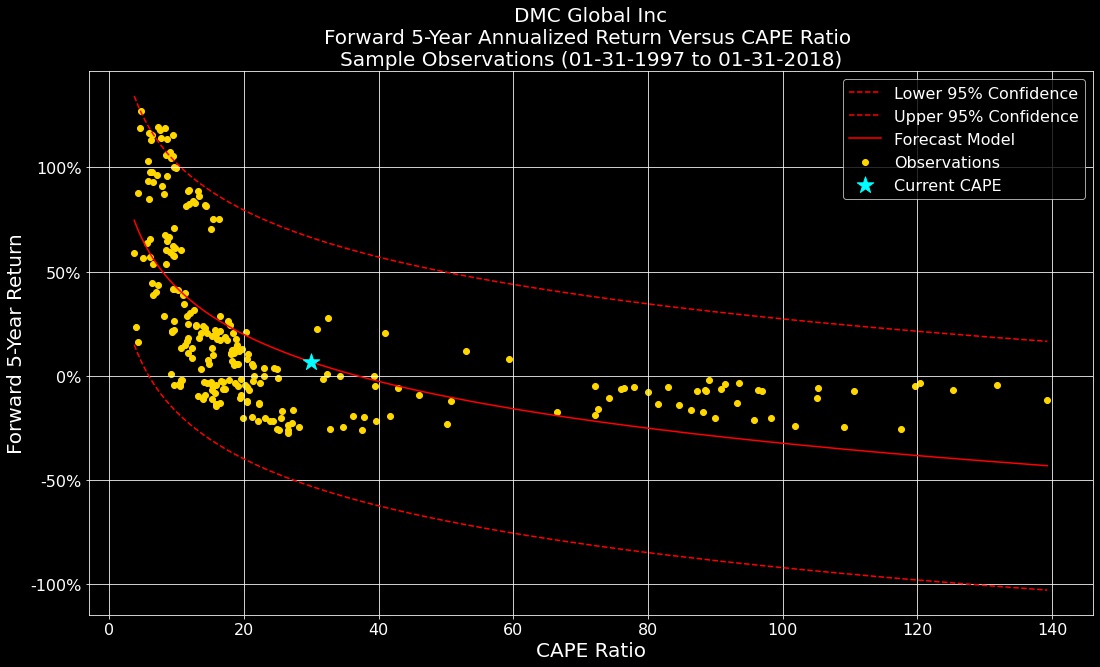 DMC Global Inc
Forward 5-Year Annualized Return Versus CAPE Ratio
Sample Observations (01-31-1997 to 01-31-2018)
Lower 95% Confidence
Upper 95% Confidence
Forecast Model
Observations
Current CAPE
Forward 5-Year Return
100%
50%
0%
-50%
-100%
0 20 40 60 80 100 120 140
CAPE Ratio